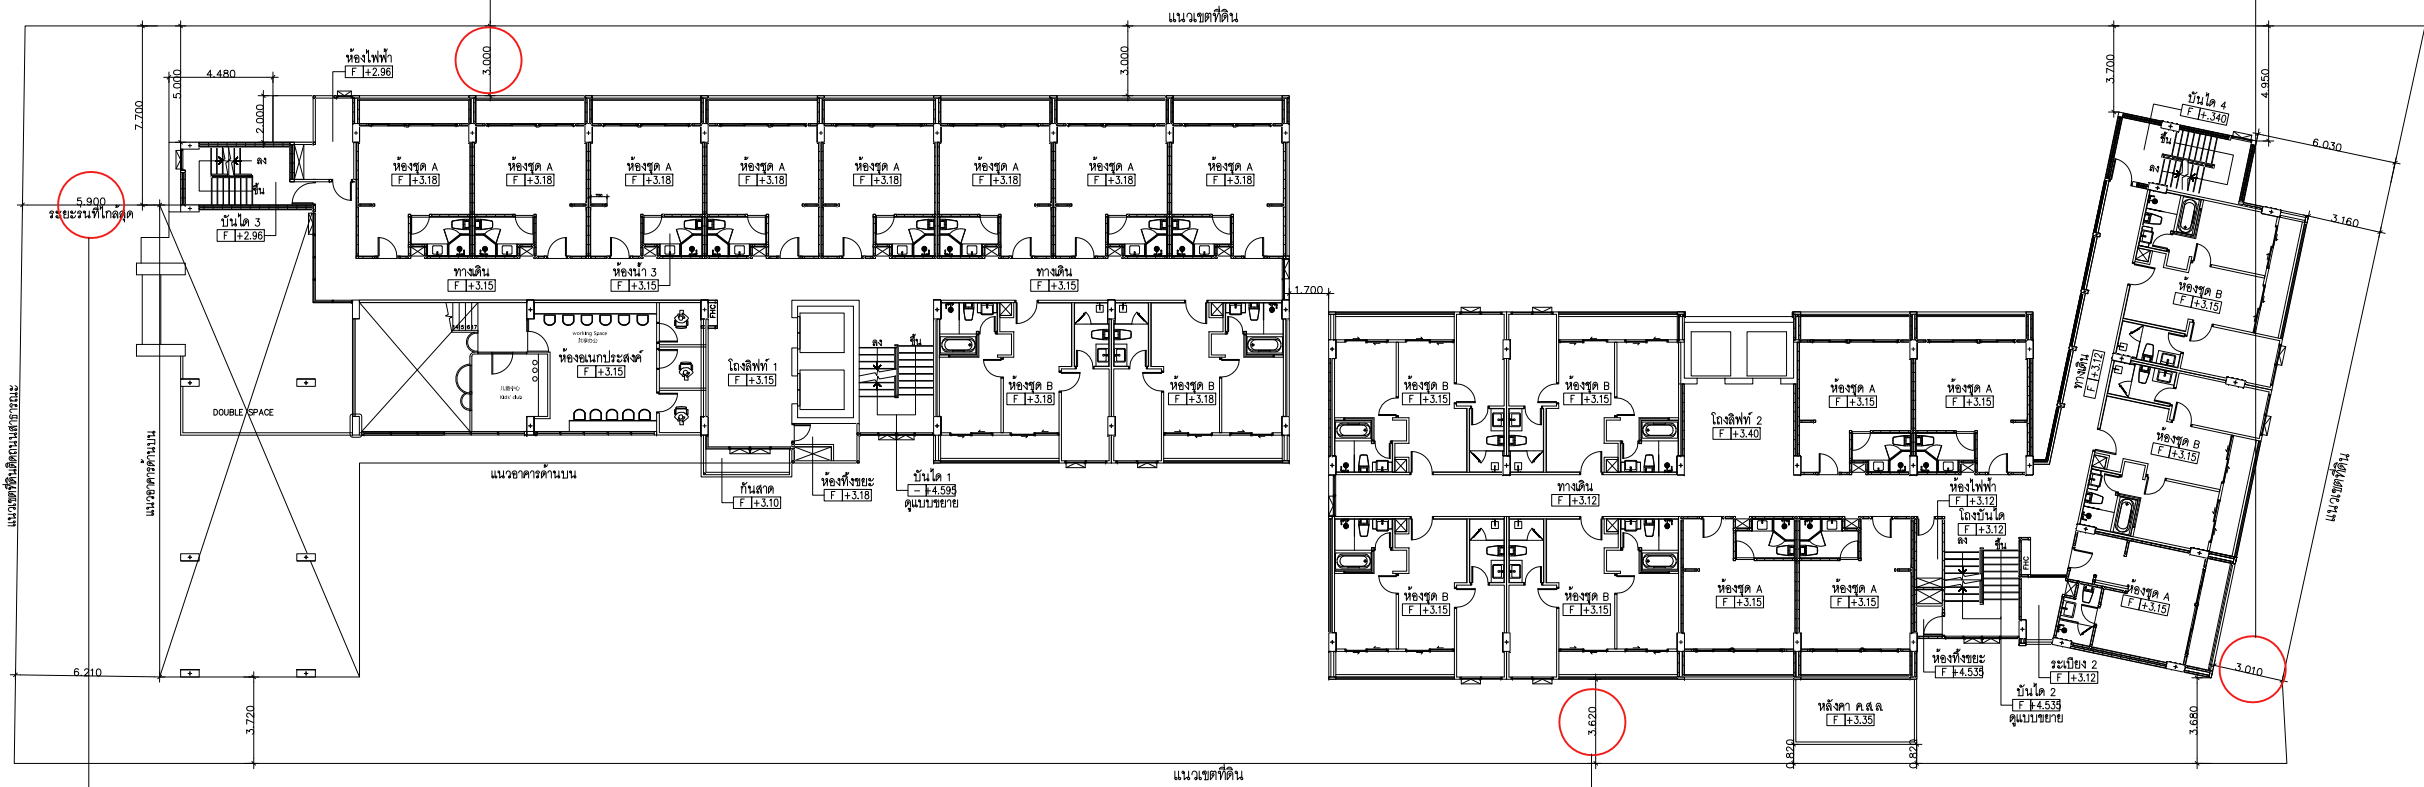 แนวเขตที่ดิน
3.000
3.000
3.700
4.950
ห้องไฟฟ้า
F +2.96
4.480
5.000
7.700
2.000
บันได 4
F +.340
6.030
3.160
ลง
ขึ้น
ขึ้น
ลง
ห้องชุด A
F +3.18
ห้องชุด A
F +3.18
ห้องชุด A
F +3.18
ห้องชุด A
F +3.18
ห้องชุด A
F +3.18
ห้องชุด A
F +3.18
ห้องชุด A
F +3.18
ห้องชุด A
F +3.18
5.900
ระยะร่นที่ใกล้สุด
บันได 3
F +2.96
ทางเดิน
F +3.15
ห้องน้ำ 3
F +3.15
ทางเดิน
F +3.15
1.700
ห้องชุด B
F +3.15
FHC
working Space
共享办公
ห้องอเนกประสงค์
F +3.15
儿童中心
Kids' club
โถงลิฟท์ 1
F +3.15
ลง
ขึ้น
ห้องชุด B
F +3.18
ห้องชุด B
F +3.18
ห้องชุด B
F +3.15
ห้องชุด B
F +3.15
โถงลิฟท์ 2
F +3.40
ห้องชุด A
F +3.15
ห้องชุด A
F +3.15
ทางเดิน
F +3.12
ห้องชุด B
F +3.15
DOUBLE SPACE
แนวเขตที่ดินติดถนนสาธารณะ
แนวอาคารด้านบน
แนวอาคารด้านบน
กันสาด
F +3.10
ห้องทิ้งขยะ
F +3.18
บันได 1
- +4.595
ดูแบบขยาย
ทางเดิน
F +3.12
ห้องไฟฟ้า
F +3.12
โถงบันได
F +3.12
ลง
ขึ้น
FHC
แนวเขตที่ดิน
ห้องชุด B
F +3.15
ห้องชุด B
F +3.15
ห้องชุด A
F +3.15
ห้องชุด A
F +3.15
ห้องชุด A
F +3.15
6.210
3.720
3.620
ห้องทิ้งขยะ
F +4.535
ระเบียง 2
F +3.12
บันได 2
F +4.535
ดูแบบขยาย
3.010
3.680
หลังคา ค.ส.ล.
F +3.35
0.820
0.820
แนวเขตที่ดิน